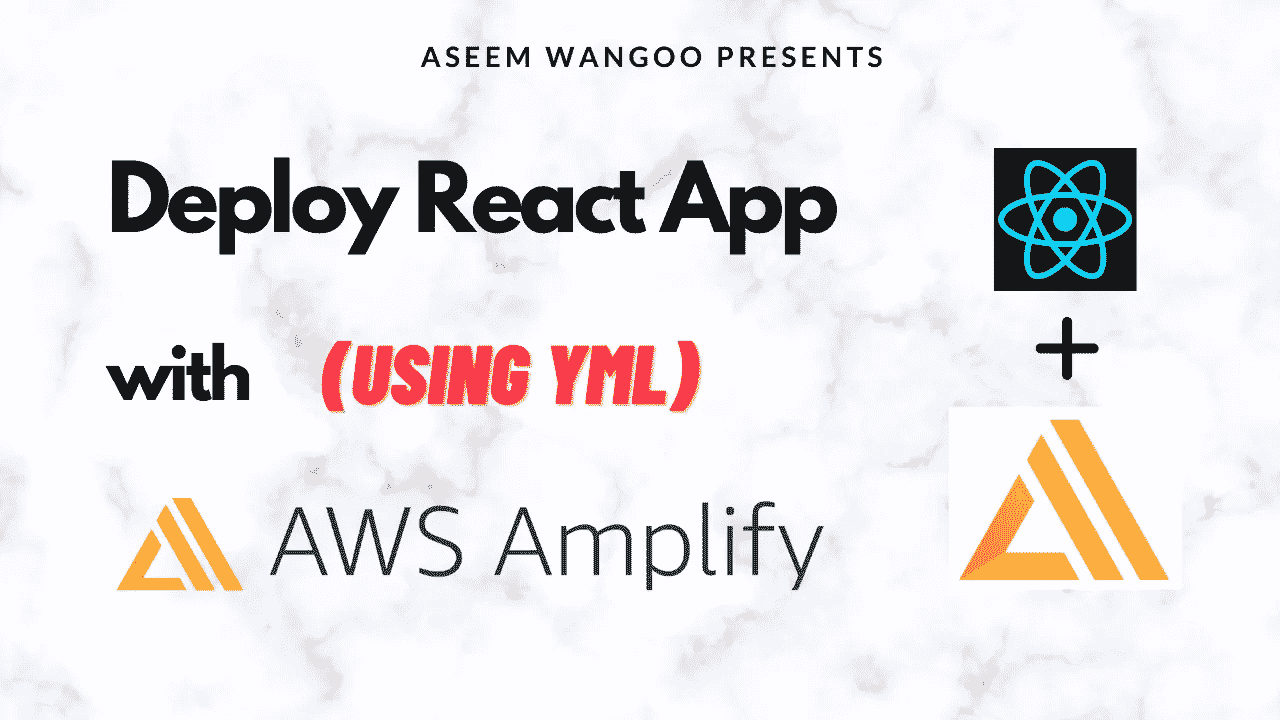 ASEEM WANGOO PRESENTS
Deploy React App
with (USING YML)
AWS Amplify